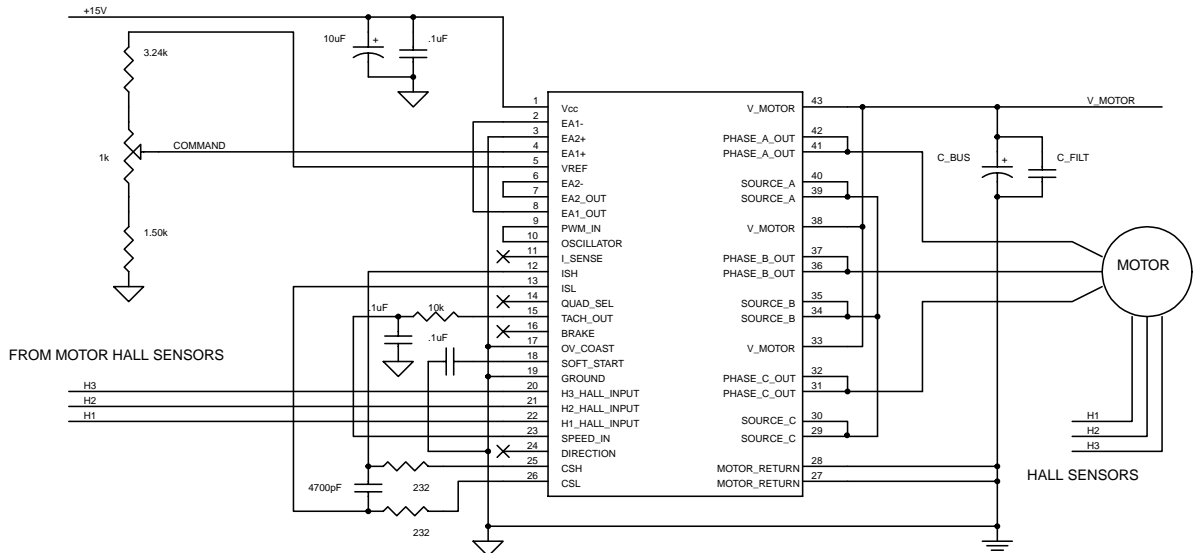 +15V
3.24k
1k
1.50k
COMMAND
10uF
+
.1uF
1
Vcc
2
EA1-
3
EA2+
4
EA1+
5
VREF
6
EA2-
7
EA2_OUT
8
EA1_OUT
9
PWM_IN
10
OSCILLATOR
11
I_SENSE
12
ISH
13
ISL
14
QUAD_SEL
15
TACH_OUT
16
BRAKE
17
OV_COAST
18
SOFT_START
19
GROUND
20
H3_HALL_INPUT
21
H2_HALL_INPUT
22
H1_HALL_INPUT
23
SPEED_IN
24
DIRECTION
25
CSH
26
CSL
.1uF
10k
.1uF
FROM MOTOR HALL SENSORS
H3
H2
H1
4700pF
232
232
43
V_MOTOR
42
PHASE_A_OUT
41
PHASE_A_OUT
40
SOURCE_A
39
SOURCE_A
38
V_MOTOR
37
PHASE_B_OUT
36
PHASE_B_OUT
35
SOURCE_B
34
SOURCE_B
33
V_MOTOR
32
PHASE_C_OUT
31
PHASE_C_OUT
30
SOURCE_C
29
SOURCE_C
28
MOTOR_RETURN
27
MOTOR_RETURN
V_MOTOR
C_BUS
+
C_FILT
MOTOR
H1
H2
H3
HALL SENSORS